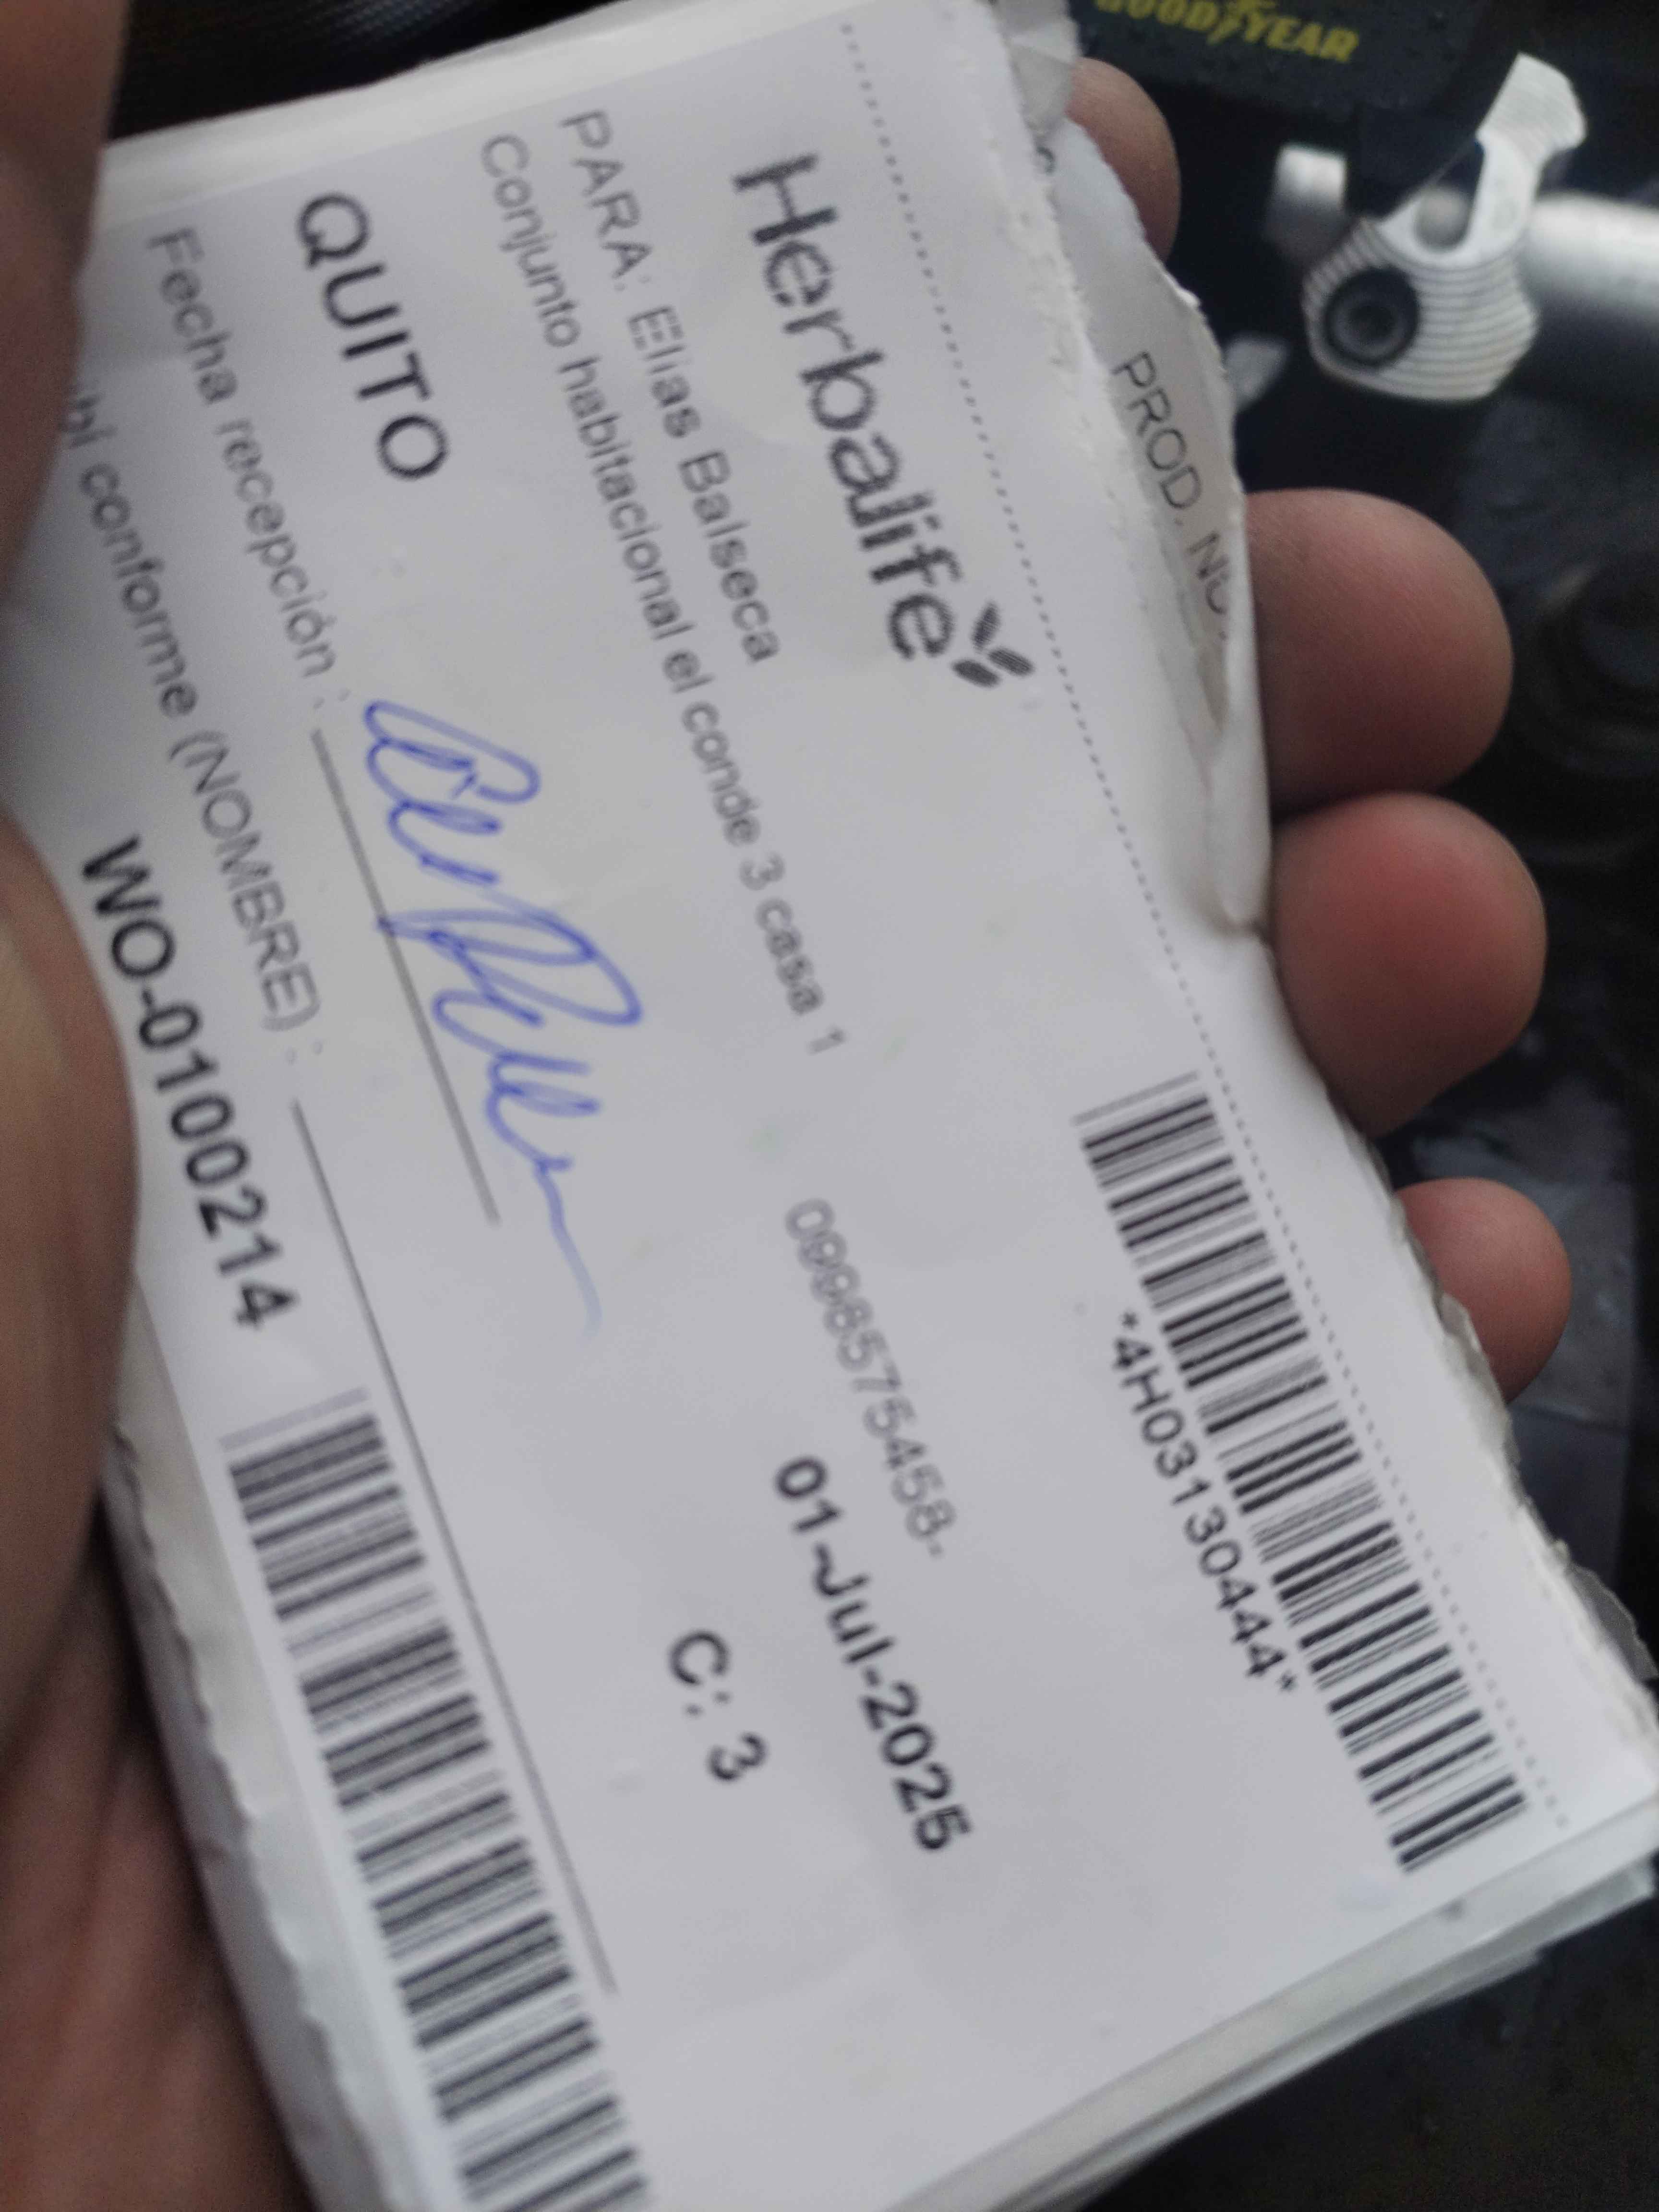 GOODYEAR
PROD. NO.
Herbalife
*4H03130444*
PARA: Elias Balseca
Conjunto habitacional el conde 3 casa 1
0998575458-
01-Jul-2025
QUITO
C: 3
Fecha recepción :
bí conforme (NOMBRE) :
WO-0100214